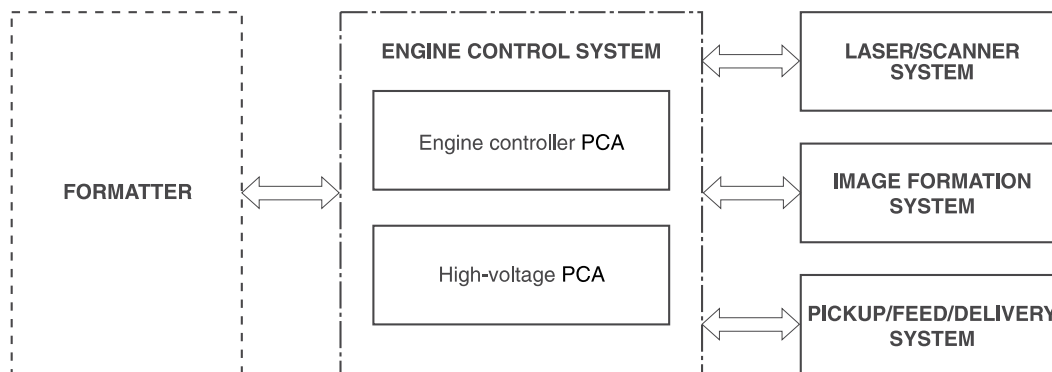 FORMATTER
ENGINE CONTROL SYSTEM
Engine controller PCA
High-voltage PCA
LASER/SCANNER
SYSTEM
IMAGE FORMATION
SYSTEM
PICKUP/FEED/DELIVERY
SYSTEM